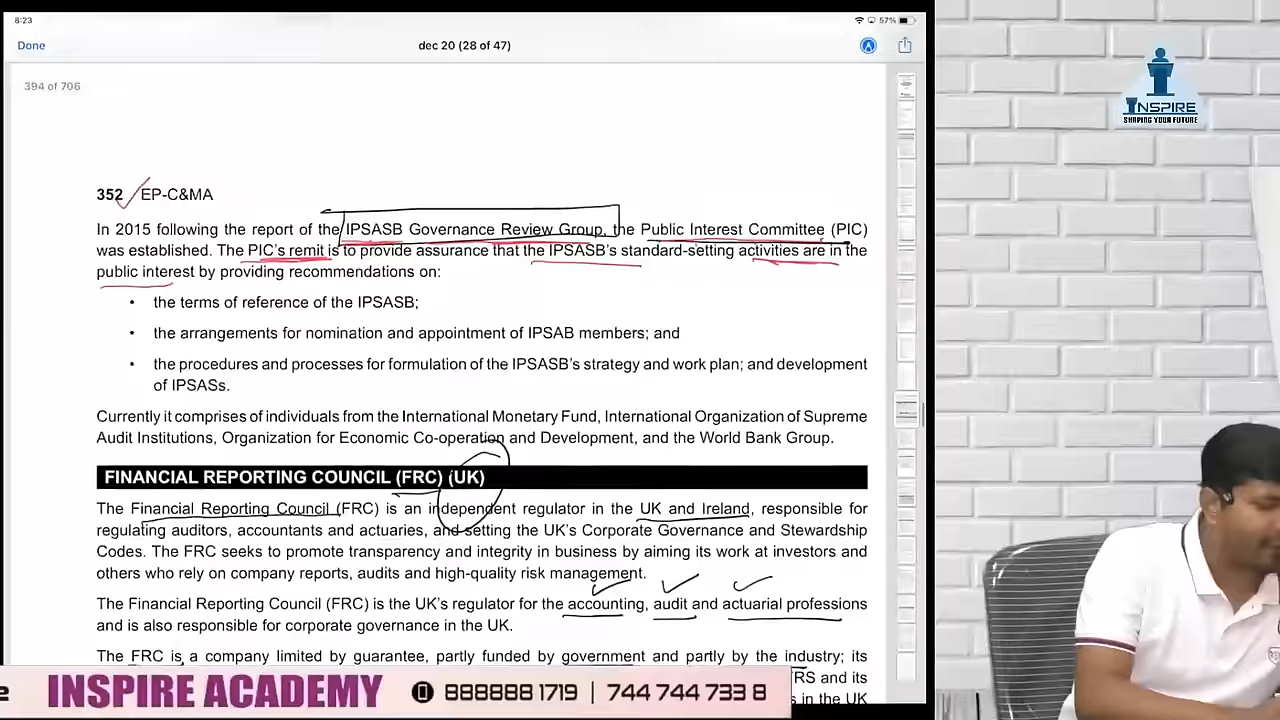 8:23
57%
Done
dec 20 (28 of 47)
394 of 706
INSPIRE
SHAPING YOUR FUTURE
352 EP-C&MA
In 2015 following the report of the IPSASB Governance Review Group, the Public Interest Committee (PIC)
was established. The PIC's remit is to provide assurance that the IPSASB's standard-setting activities are in the
public interest by providing recommendations on:
• the terms of reference of the IPSASB;
• the arrangements for nomination and appointment of IPSAB members; and
• the procedures and processes for formulation of the IPSASB's strategy and work plan; and development
of IPSASs.
Currently it comprises of individuals from the International Monetary Fund, International Organization of Supreme
Audit Institutions, Organization for Economic Co-operation and Development, and the World Bank Group.
FINANCIAL REPORTING COUNCIL (FRC) (UK)
The Financial Reporting Council (FRC) is an independent regulator in the UK and Ireland, responsible for
regulating auditors, accountants and actuaries, and setting the UK's Corporate Governance and Stewardship
Codes. The FRC seeks to promote transparency and integrity in business by aiming its work at investors and
others who rely on company reports, audits and high-quality risk management.
The Financial Reporting Council (FRC) is the UK's regulator for the accounting, audit and actuarial professions
and is also responsible for corporate governance in the UK.
The FRC is a company limited by guarantee, partly funded by government and partly by the industry; its
and its
in the UK
INSPIRE ACADEMY 888888 1719 | 744 744 733 8